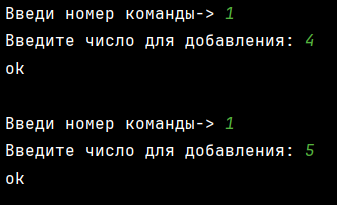 Введи номер команды-> 1
Введите число для добавления: 4
ok
Введи номер команды-> 1
Введите число для добавления: 5
ok